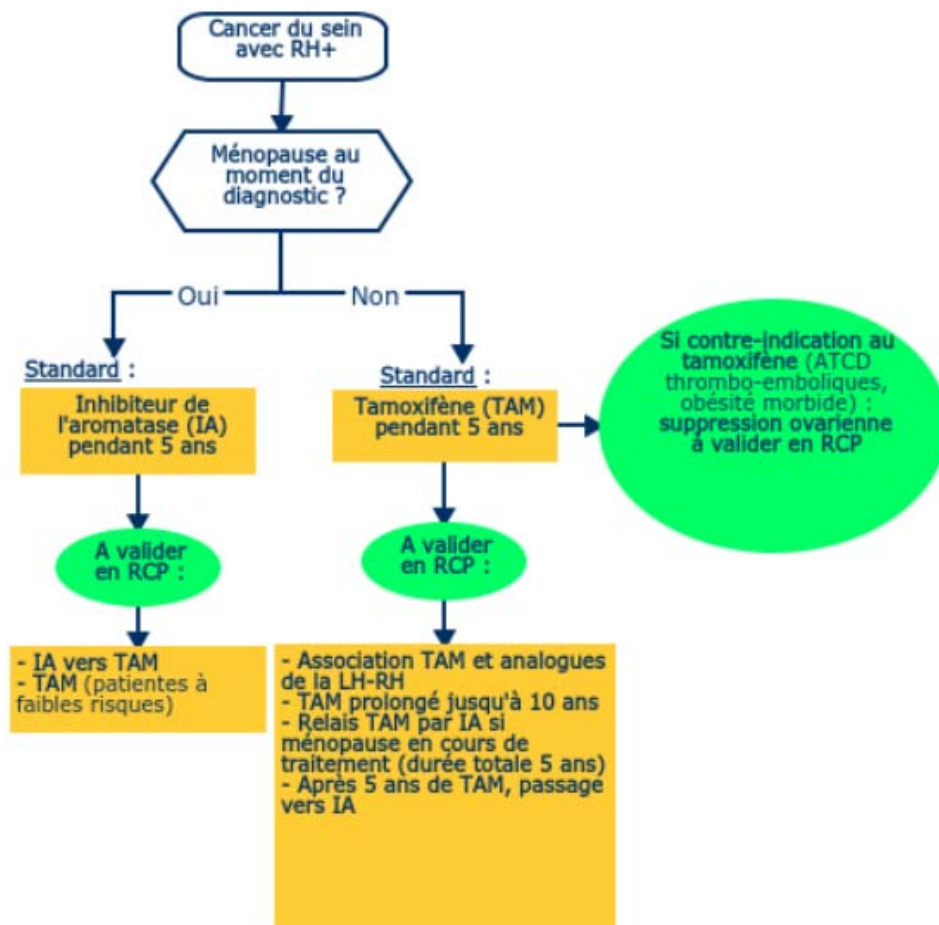 Cancer du sein
avec RH+
Ménopause au
moment du
diagnostic ?
Oui
Non
Standard :
Inhibiteur de
l'aromatase (IA)
pendant 5 ans
A valider
en RCP :
- IA vers TAM
- TAM (patientes à
faibles risques)
Standard :
Tamoxifène (TAM)
pendant 5 ans
A valider
en RCP :
- Association TAM et analogues
de la LH-RH
- TAM prolongé jusqu'à 10 ans
- Relais TAM par IA si
ménopause en cours de
traitement (durée totale 5 ans)
- Après 5 ans de TAM, passage
vers IA
Si contre-indication au
tamoxifène (ATCD
thrombo-emboliques,
obésité morbide) :
suppression ovarienne
à valider en RCP